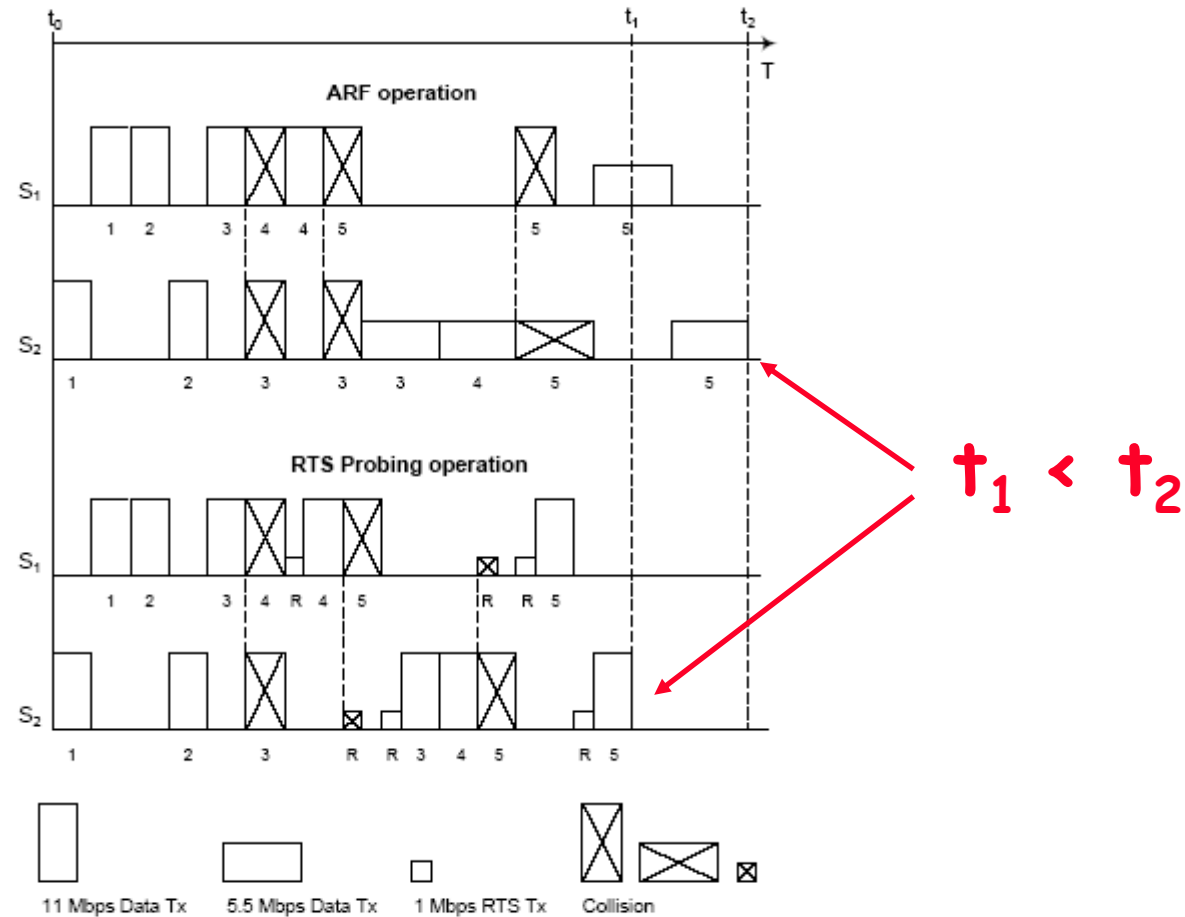 t₀ t₁ t₂
T
ARF operation
S₁
1 2 3 4 4 5 5 5
S₂
1 2 3 3 3 4 5 5
t₁ < t₂
RTS Probing operation
S₁
1 2 3 4 R 4 5 R R 5
S₂
1 2 3 R R 3 4 5 R 5
11 Mbps Data Tx 5.5 Mbps Data Tx 1 Mbps RTS Tx Collision